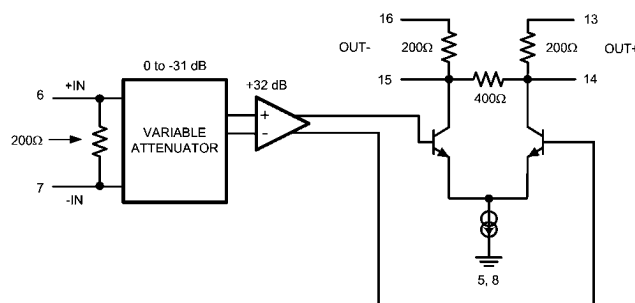 16
13
OUT-
200Ω
200Ω
OUT+
0 to -31 dB
15
14
+32 dB
400Ω
6
+IN
+
-
200Ω
VARIABLE
ATTENUATOR
7
-IN
5, 8